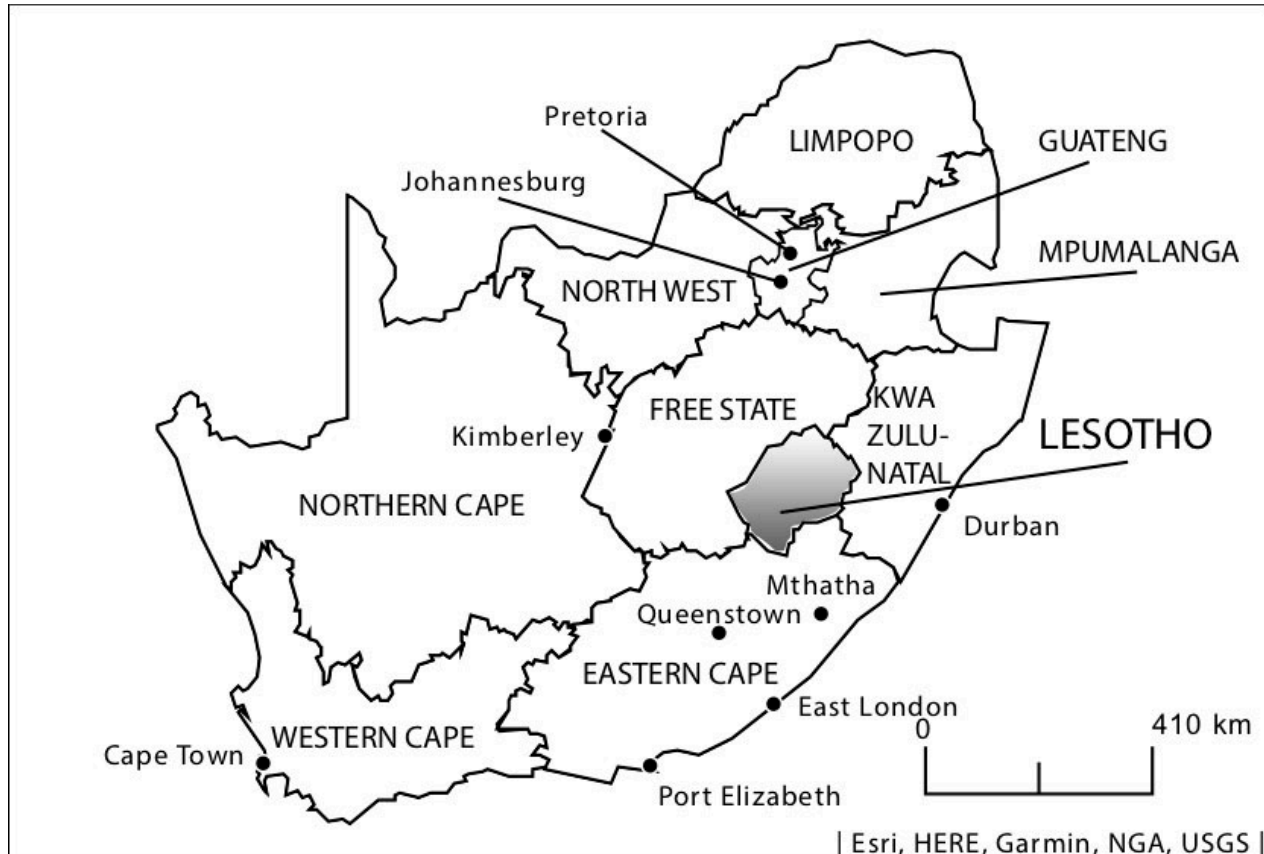 Pretoria
LIMPOPO
GUATENG
Johannesburg
MPUMALANGA
NORTH WEST
FREE STATE
KWA
ZULU-
NATAL
LESOTHO
Kimberley
NORTHERN CAPE
Durban
Mthatha
Queenstown
EASTERN CAPE
East London
WESTERN CAPE
Cape Town
Port Elizabeth
0 410 km
| Esri, HERE, Garmin, NGA, USGS |